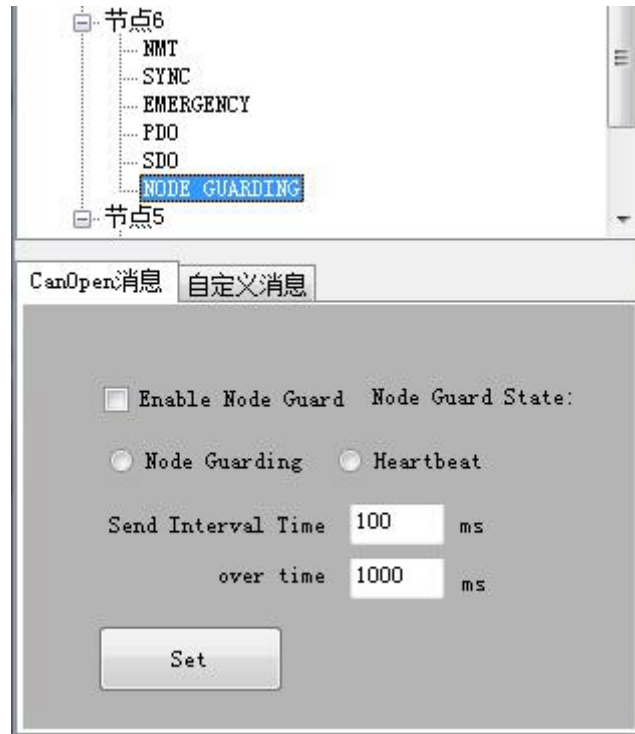 节点6
NMT
SYNC
EMERGENCY
PDO
SDO
NODE GUARDING
节点5
CanOpen消息 自定义消息
Enable Node Guard Node Guard State:
Node Guarding Heartbeat
Send Interval Time 100 ms
over time 1000 ms
Set